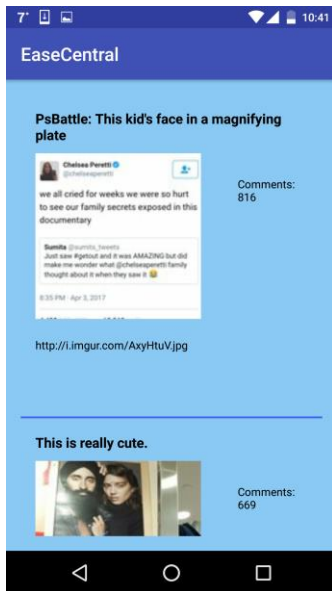 7°
10:41
EaseCentral
PsBattle: This kid's face in a magnifying
plate
Chelsea Peretti
@chelseaperetti
we all cried for weeks we were so hurt
to see our family secrets exposed in this
documentary
Sumita @sumita_tweets
Just saw #getout and it was AMAZING but did
make me wonder what @chelseaperetti family
thought about it when they saw it 😂
8:35 PM · Apr 3, 2017
Comments:
816
http://i.imgur.com/AxyHtuV.jpg
This is really cute.
Comments:
669